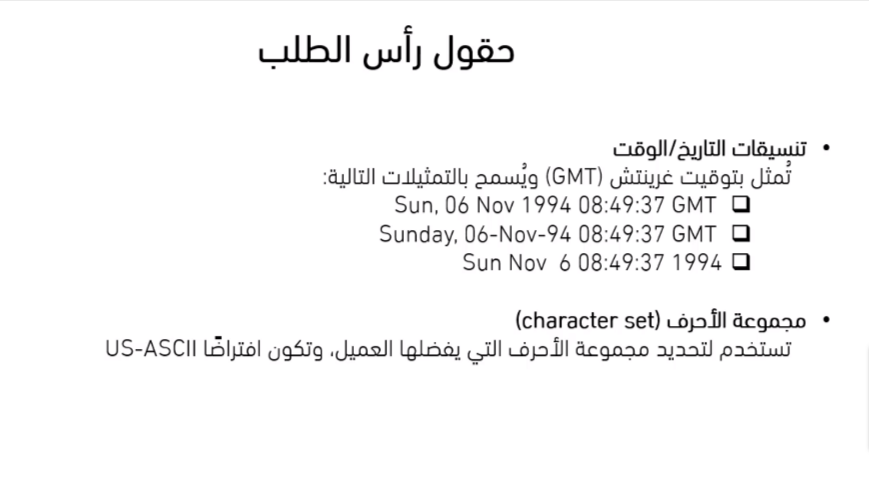 حقول رأس الطلب
• تنسيقات التاريخ/الوقت
تُمثل بتوقيت غرينتش (GMT) ويُسمح بالتمثيلات التالية:
❑ Sun, 06 Nov 1994 08:49:37 GMT
❑ Sunday, 06-Nov-94 08:49:37 GMT
❑ Sun Nov  6 08:49:37 1994
• مجموعة الأحرف (character set)
تستخدم لتحديد مجموعة الأحرف التي يفضلها العميل، وتكون افتراضًا US-ASCII